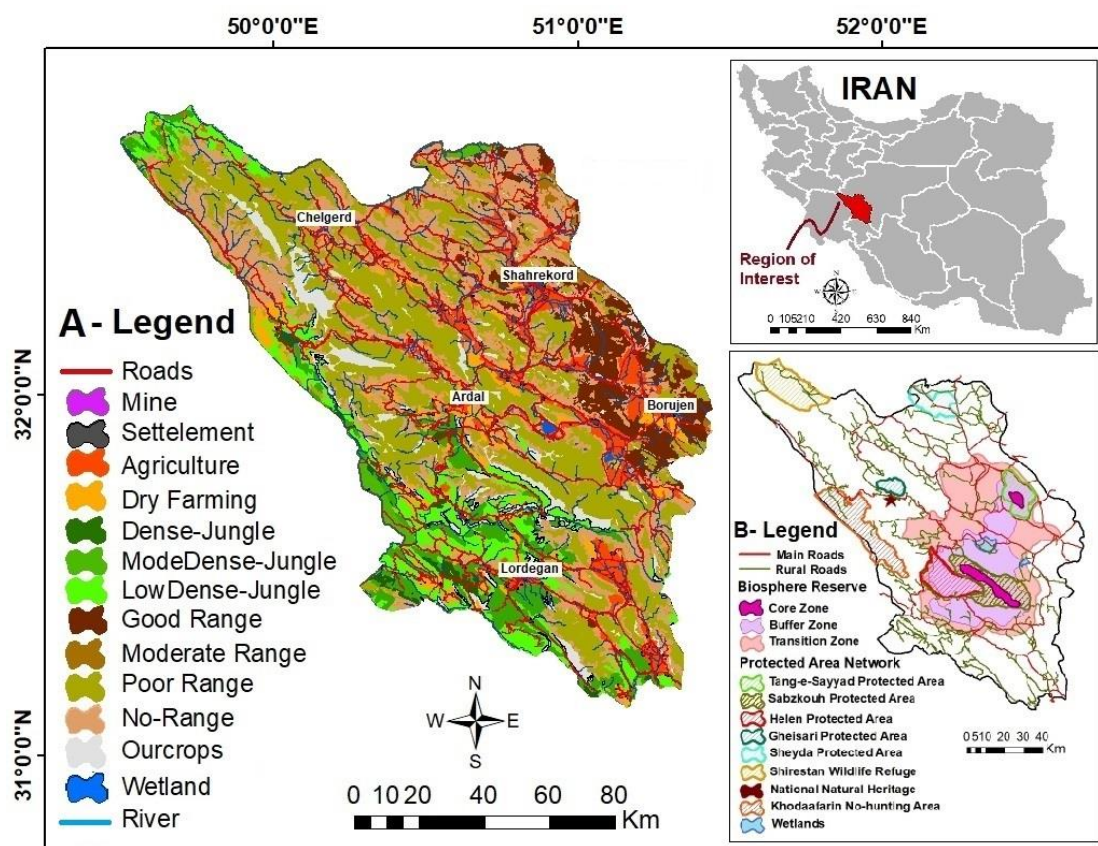 50°0'0"E
51°0'0"E
52°0'0"E
32°0'0"N
31°0'0"N
Chelgerd
Shahrekord
Ardal
Borujen
Lordegan
A- Legend
Roads
Mine
Settelement
Agriculture
Dry Farming
Dense-Jungle
ModeDense-Jungle
LowDense-Jungle
Good Range
Moderate Range
Poor Range
No-Range
Ourcrops
Wetland
River
N
W E
S
0 10 20 40 60 80
Km
IRAN
Region of
Interest
N
W E
S
0 105210 420 630 840
Km
B- Legend
Main Roads
Rural Roads
Biosphere Reserve
Core Zone
Buffer Zone
Transition Zone
Protected Area Network
Tang-e-Sayyad Protected Area
Sabzkouh Protected Area
Helen Protected Area
Gheisari Protected Area
Sheyda Protected Area
Shirestan Wildlife Refuge
National Natural Heritage
Khodaafarin No-hunting Area
Wetlands
0 510 20 30 40
Km